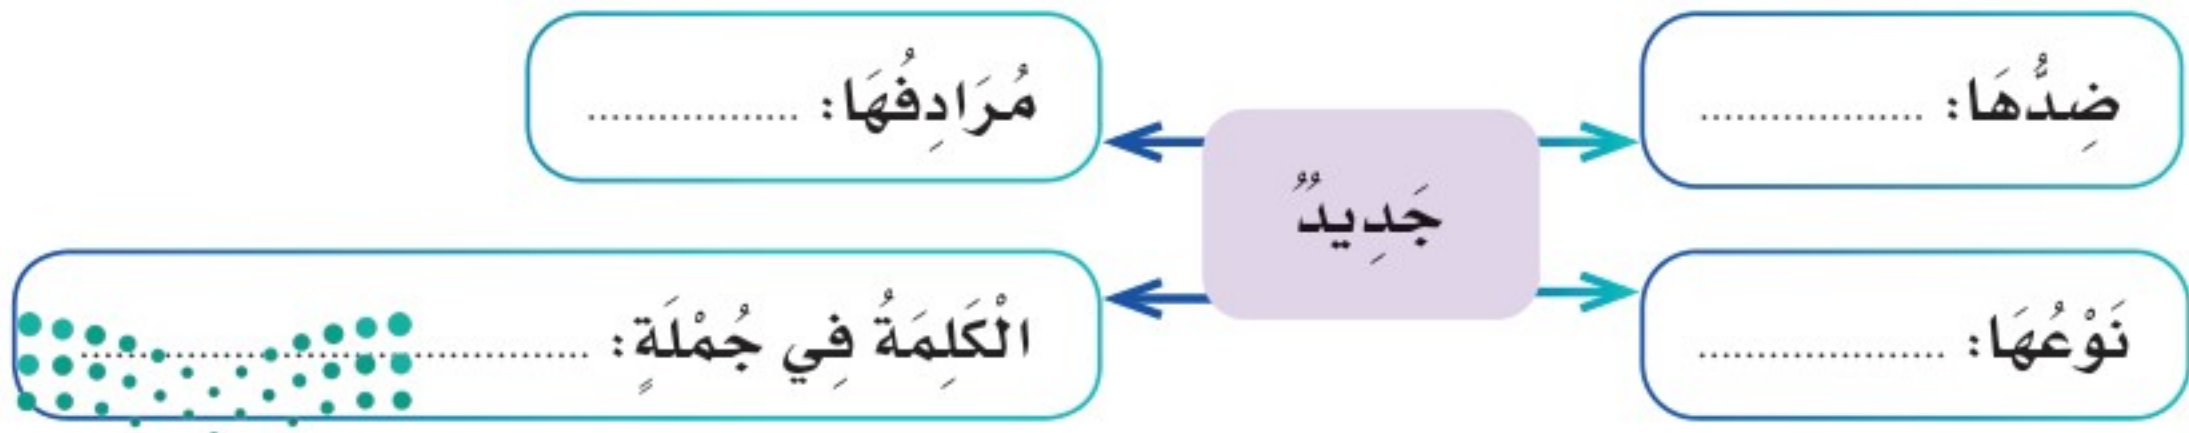 ضِدُّهَا: ..................
مُرَادِفُهَا: ..................
جَدِيدٌ
نَوْعُهَا: ....................
الْكَلِمَةُ فِي جُمْلَةٍ: ..........................................